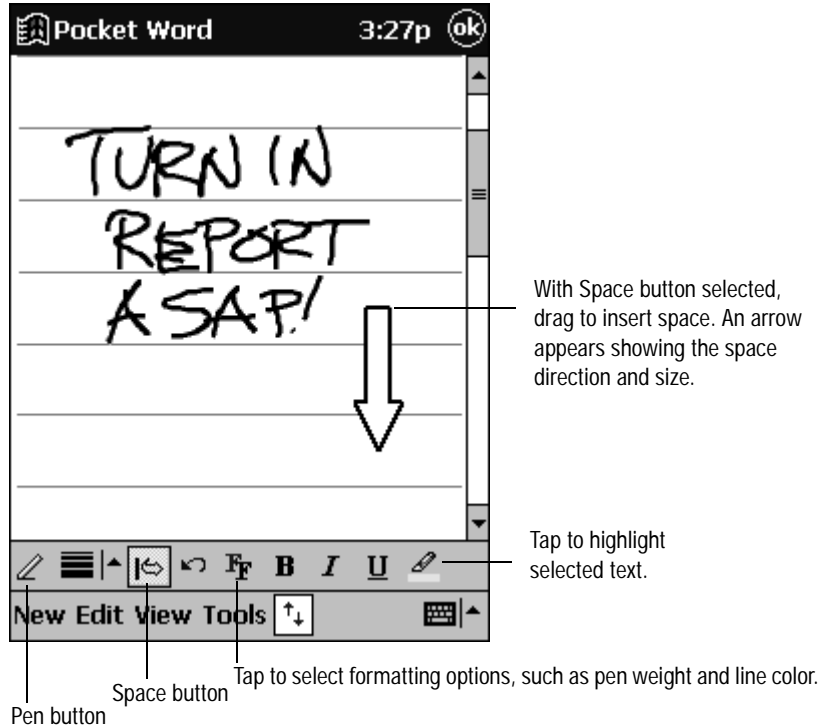 Pocket Word 3:27p ok
TURN IN
REPORT
ASAP!
With Space button selected,
drag to insert space. An arrow
appears showing the space
direction and size.
Tap to highlight
selected text.
FF B I U
New Edit View Tools
Tap to select formatting options, such as pen weight and line color.
Space button
Pen button